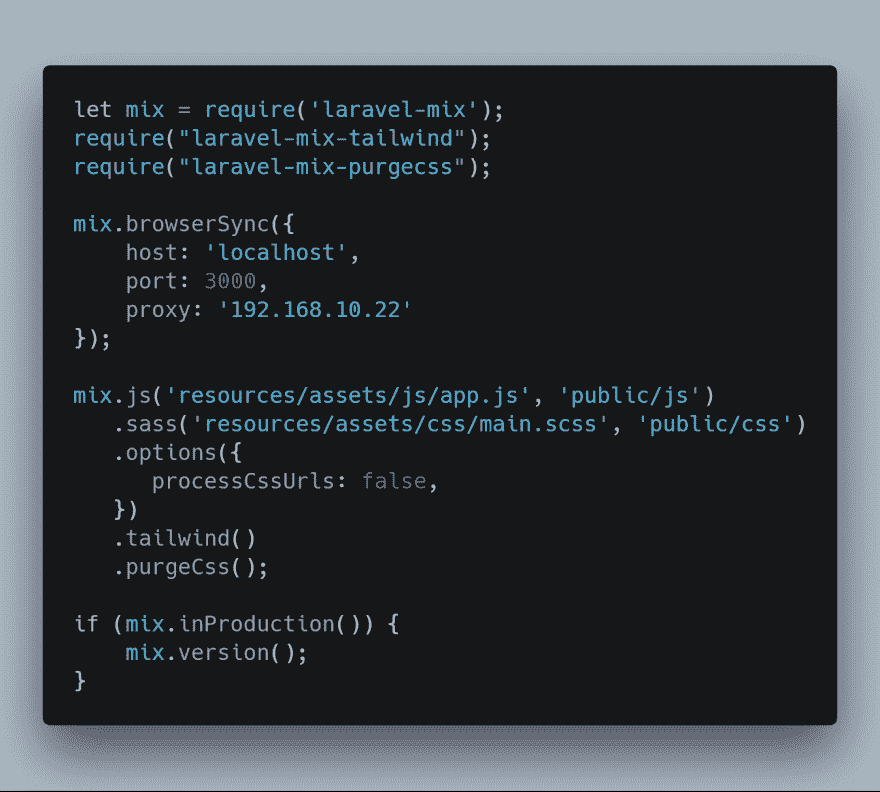 let mix = require('laravel-mix');
require("laravel-mix-tailwind");
require("laravel-mix-purgecss");

mix.browserSync({
    host: 'localhost',
    port: 3000,
    proxy: '192.168.10.22'
});

mix.js('resources/assets/js/app.js', 'public/js')
   .sass('resources/assets/css/main.scss', 'public/css')
   .options({
      processCssUrls: false,
   })
   .tailwind()
   .purgeCss();

if (mix.inProduction()) {
    mix.version();
}